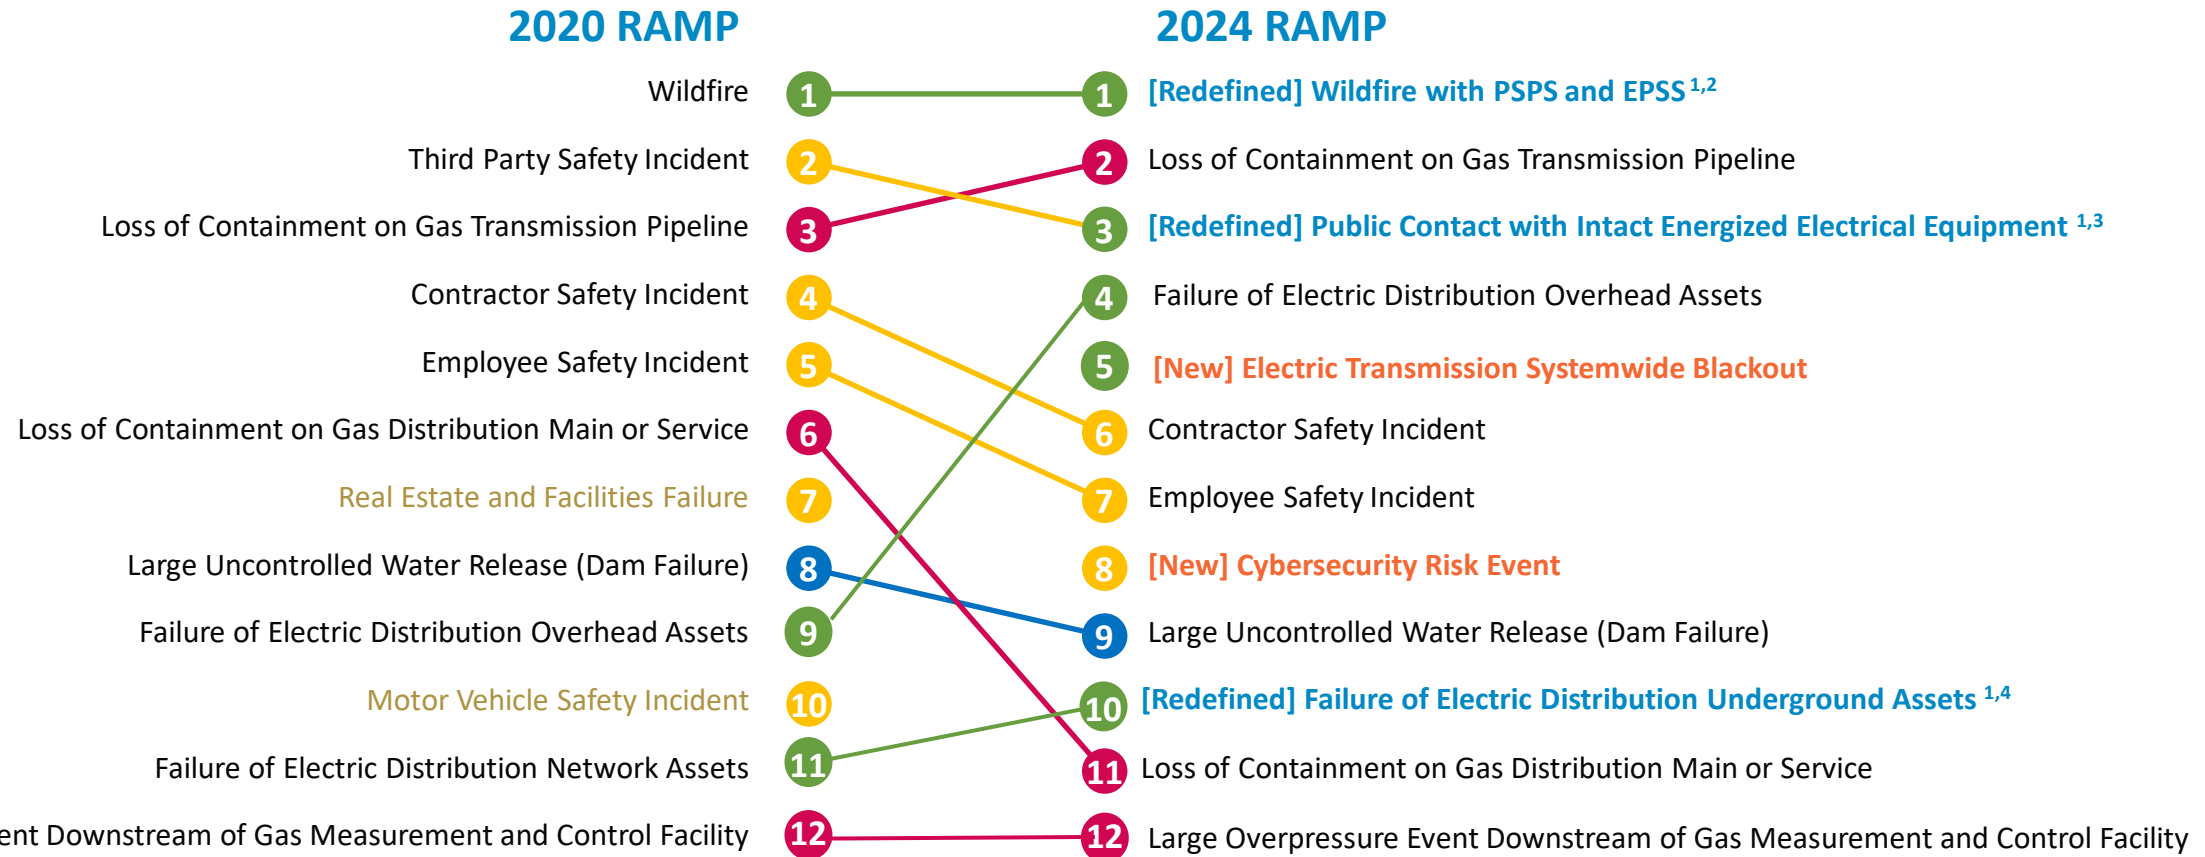 2020 RAMP
2024 RAMP
Wildfire 1
1 [Redefined] Wildfire with PSPS and EPSS 1,2
Third Party Safety Incident 2
2 Loss of Containment on Gas Transmission Pipeline
Loss of Containment on Gas Transmission Pipeline 3
3 [Redefined] Public Contact with Intact Energized Electrical Equipment 1,3
Contractor Safety Incident 4
4 Failure of Electric Distribution Overhead Assets
Employee Safety Incident 5
5 [New] Electric Transmission Systemwide Blackout
Loss of Containment on Gas Distribution Main or Service 6
6 Contractor Safety Incident
Real Estate and Facilities Failure 7
7 Employee Safety Incident
Large Uncontrolled Water Release (Dam Failure) 8
8 [New] Cybersecurity Risk Event
Failure of Electric Distribution Overhead Assets 9
9 Large Uncontrolled Water Release (Dam Failure)
Motor Vehicle Safety Incident 10
10 [Redefined] Failure of Electric Distribution Underground Assets 1,4
Failure of Electric Distribution Network Assets 11
11 Loss of Containment on Gas Distribution Main or Service
ent Downstream of Gas Measurement and Control Facility 12
12 Large Overpressure Event Downstream of Gas Measurement and Control Facility